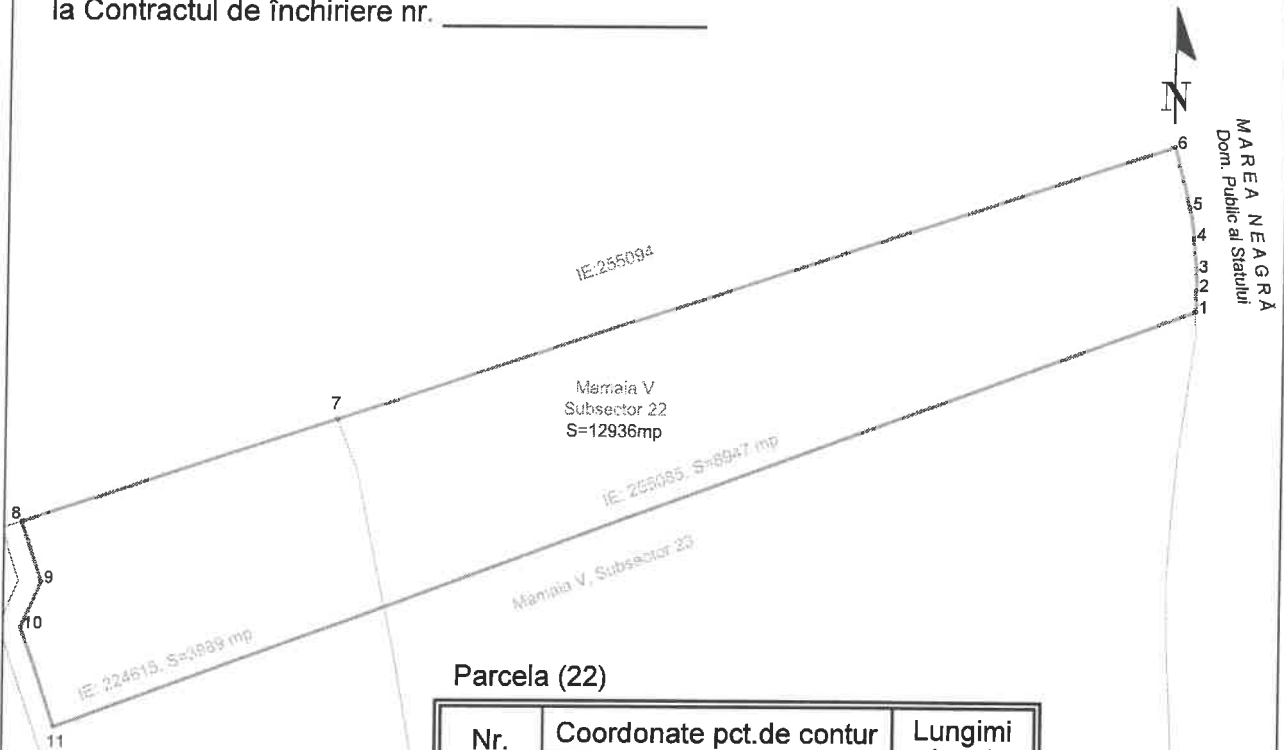 la Contractul de închiriere nr.
N
MAREA NEAGRĂ
Dom. Public al Statului
6
5
4
3
2
1
IE:255094
Mamaia V
Subsector 22
S=12936mp
7
IE: 255085, S=8947 mp
8
Mamaia V, Subsector 23
9
10
IE: 224615, S=3989 mp
11
Parcela (22)
Nr.
Coordonate pct.de contur
Lungimi